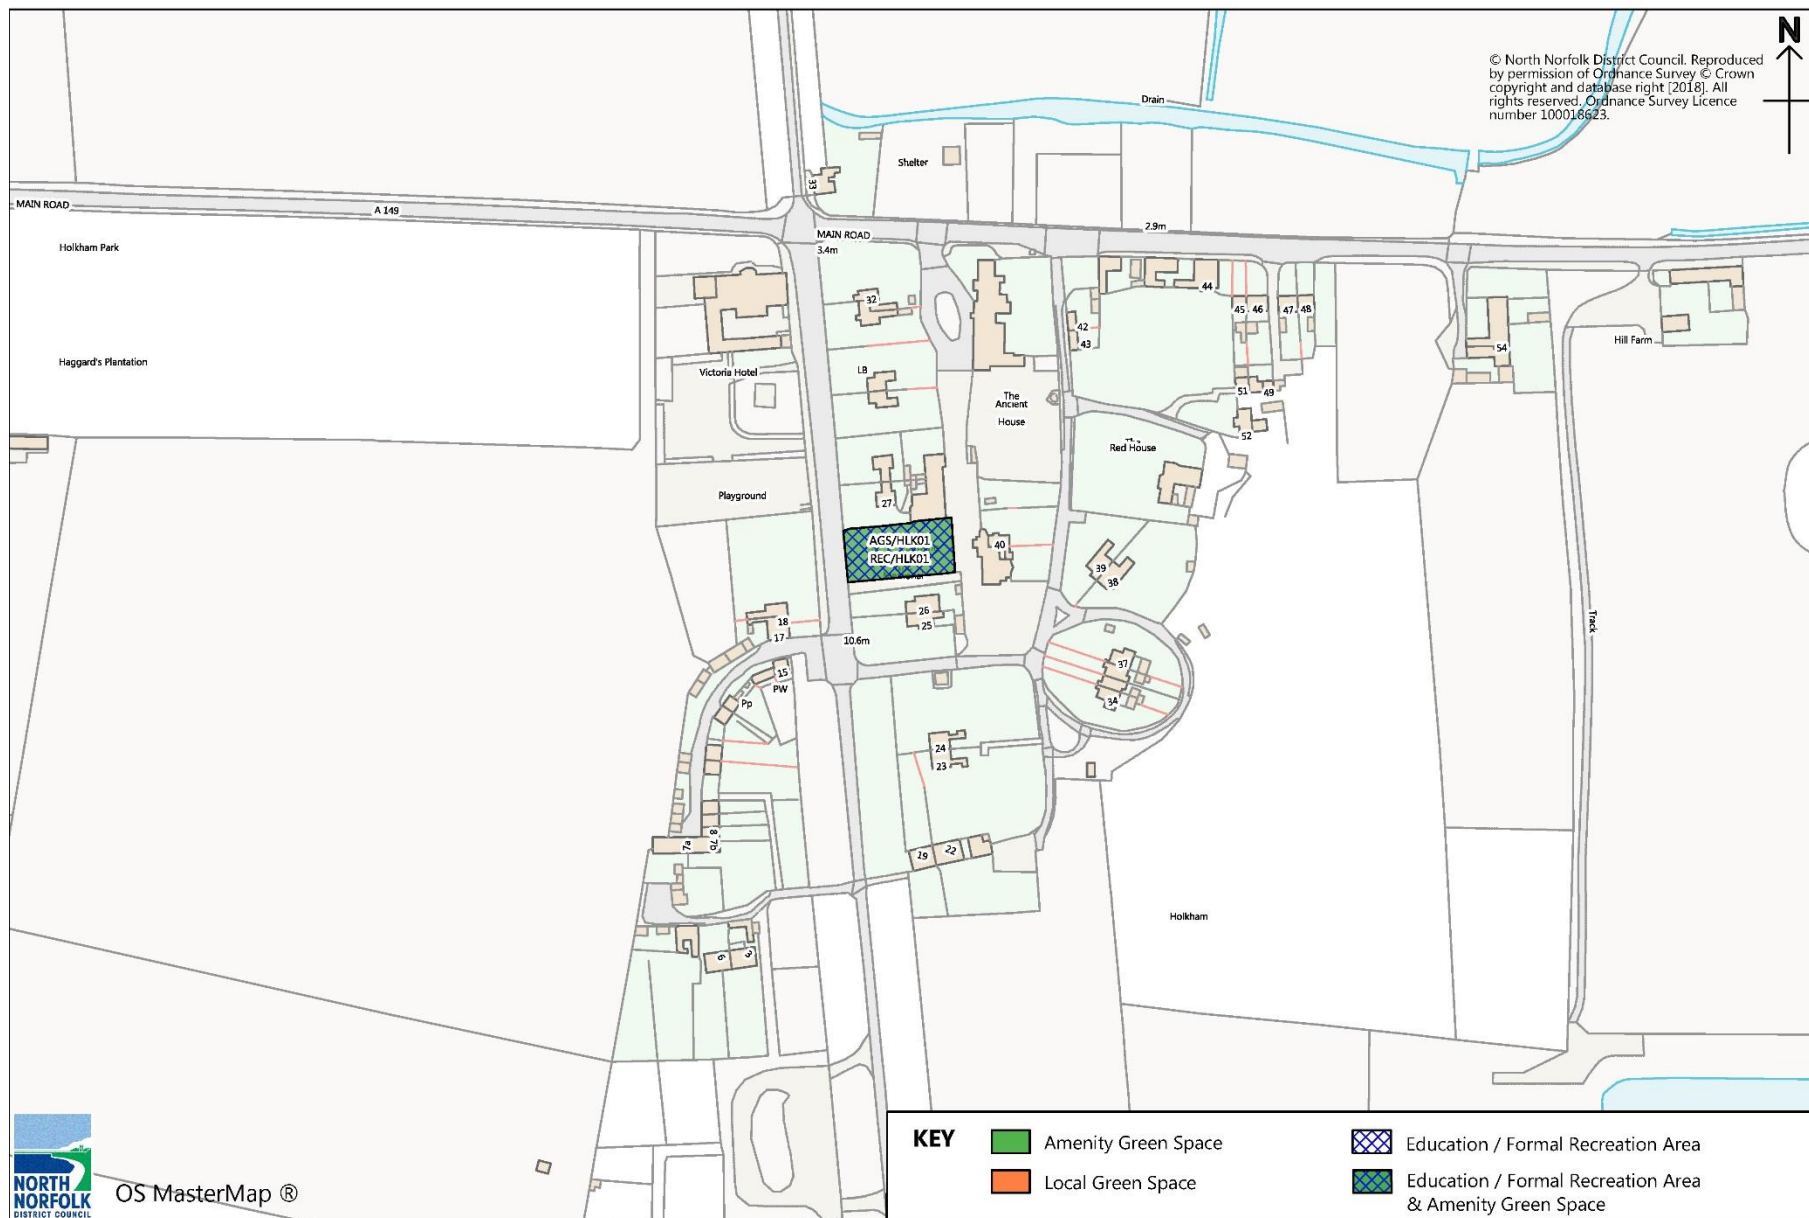 N
© North Norfolk District Council. Reproduced
by permission of Ordnance Survey © Crown
copyright and database right [2018]. All
rights reserved. Ordnance Survey Licence
number 100018623.
Drain
Shelter
33
MAIN ROAD
A 149
MAIN ROAD
3.4m
2.9m
Holkham Park
32
44
45
46
47
48
42
43
54
Hill Farm
Haggard's Plantation
Victoria Hotel
LB
The
Ancient
House
51
49
52
Red House
Playground
27
AGS/HLK01
REC/HLK01
40
39
38
26
25
18
17
10.6m
Track
15
PW
Pp
37
34
24
23
8
7b
7a
19
22
Holkham
6
3
KEY
Amenity Green Space
Local Green Space
Education / Formal Recreation Area
Education / Formal Recreation Area
& Amenity Green Space
NORTH
NORFOLK
DISTRICT COUNCIL
OS MasterMap ®